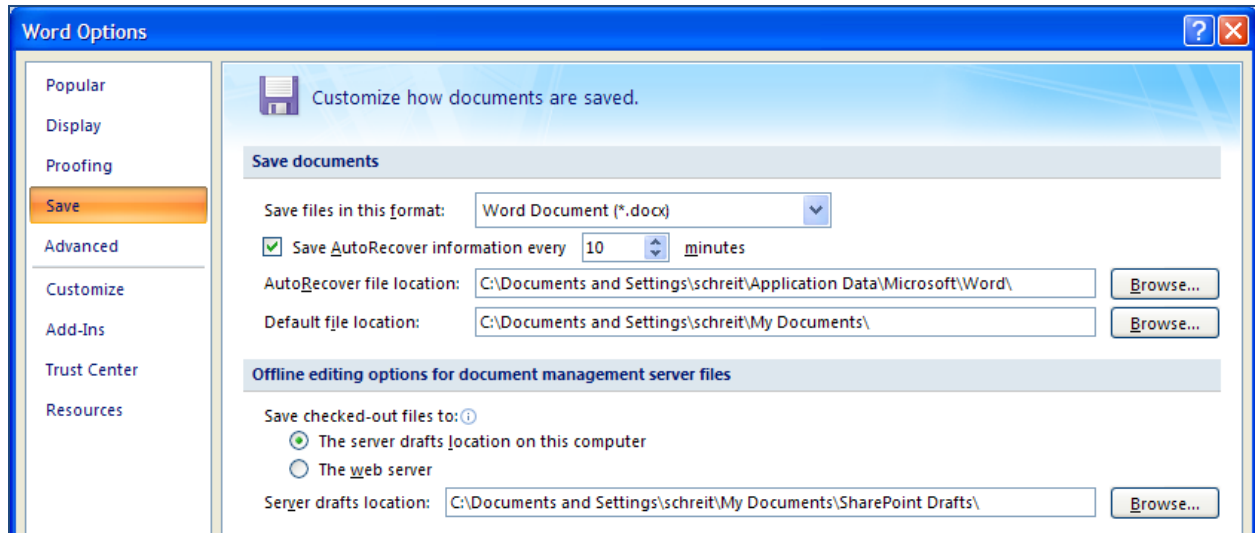 Word Options
Popular
Display
Proofing
Save
Advanced
Customize
Add-Ins
Trust Center
Resources
Customize how documents are saved.
Save documents
Save files in this format: Word Document (*.docx)
Save AutoRecover information every 10 minutes
AutoRecover file location: C:\Documents and Settings\schreit\Application Data\Microsoft\Word\ Browse...
Default file location: C:\Documents and Settings\schreit\My Documents\ Browse...
Offline editing options for document management server files
Save checked-out files to:
The server drafts location on this computer
The web server
Server drafts location: C:\Documents and Settings\schreit\My Documents\SharePoint Drafts\ Browse...